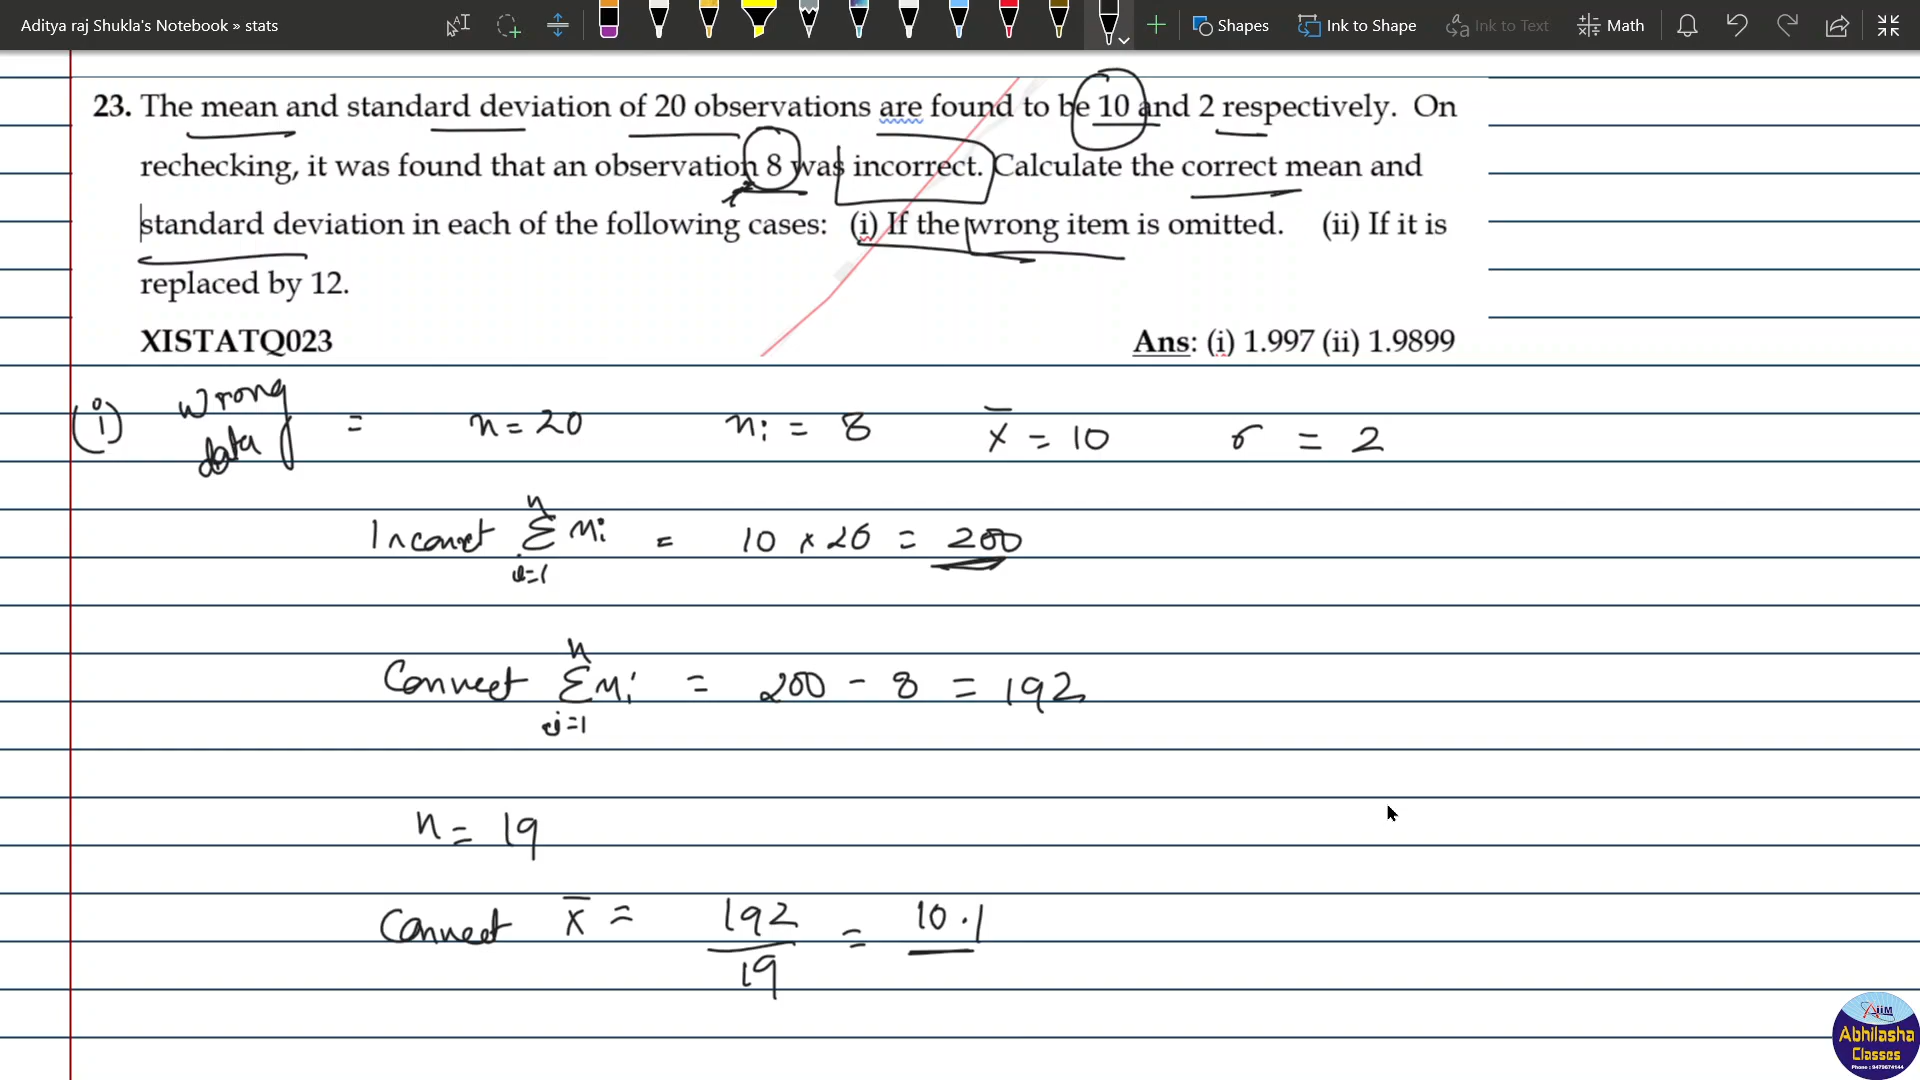 Aditya raj Shukla's Notebook » stats
Shapes Ink to Shape Ink to Text Math
23. The mean and standard deviation of 20 observations are found to be 10 and 2 respectively. On
rechecking, it was found that an observation 8 was incorrect. Calculate the correct mean and
standard deviation in each of the following cases: (i) If the wrong item is omitted. (ii) If it is
replaced by 12.
XISTATQ023 Ans: (i) 1.997 (ii) 1.9899
(i) wrong data = n = 20 xi = 8 x̄ = 10 σ = 2
Incorrect n Σ i=1 xi = 10 × 20 = 200
Correct n Σ i=1 xi = 200 - 8 = 192
n = 19
Correct x̄ = 192/19 = 10.1
AiiM
Abhilasha
Classes
Phone : 9479874144